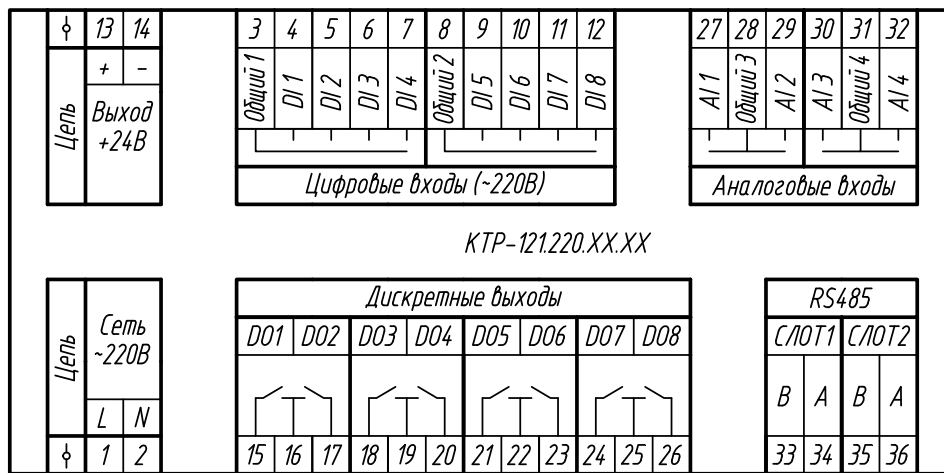 13 14 3 4 5 6 7 8 9 10 11 12 27 28 29 30 31 32
Цепь + - Общий 1 DI 1 DI 2 DI 3 DI 4 Общий 2 DI 5 DI 6 DI 7 DI 8 AI 1 Общий 3 AI 2 AI 3 Общий 4 AI 4
Выход
+24В
Цифровые входы (~220В) Аналоговые входы
КТР-121.220.ХХ.ХХ
Дискретные выходы RS485
Цепь Сеть
~220В
DO1 DO2 DO3 DO4 DO5 DO6 DO7 DO8 СЛОТ1 СЛОТ2
L N B A B A
1 2 15 16 17 18 19 20 21 22 23 24 25 26 33 34 35 36